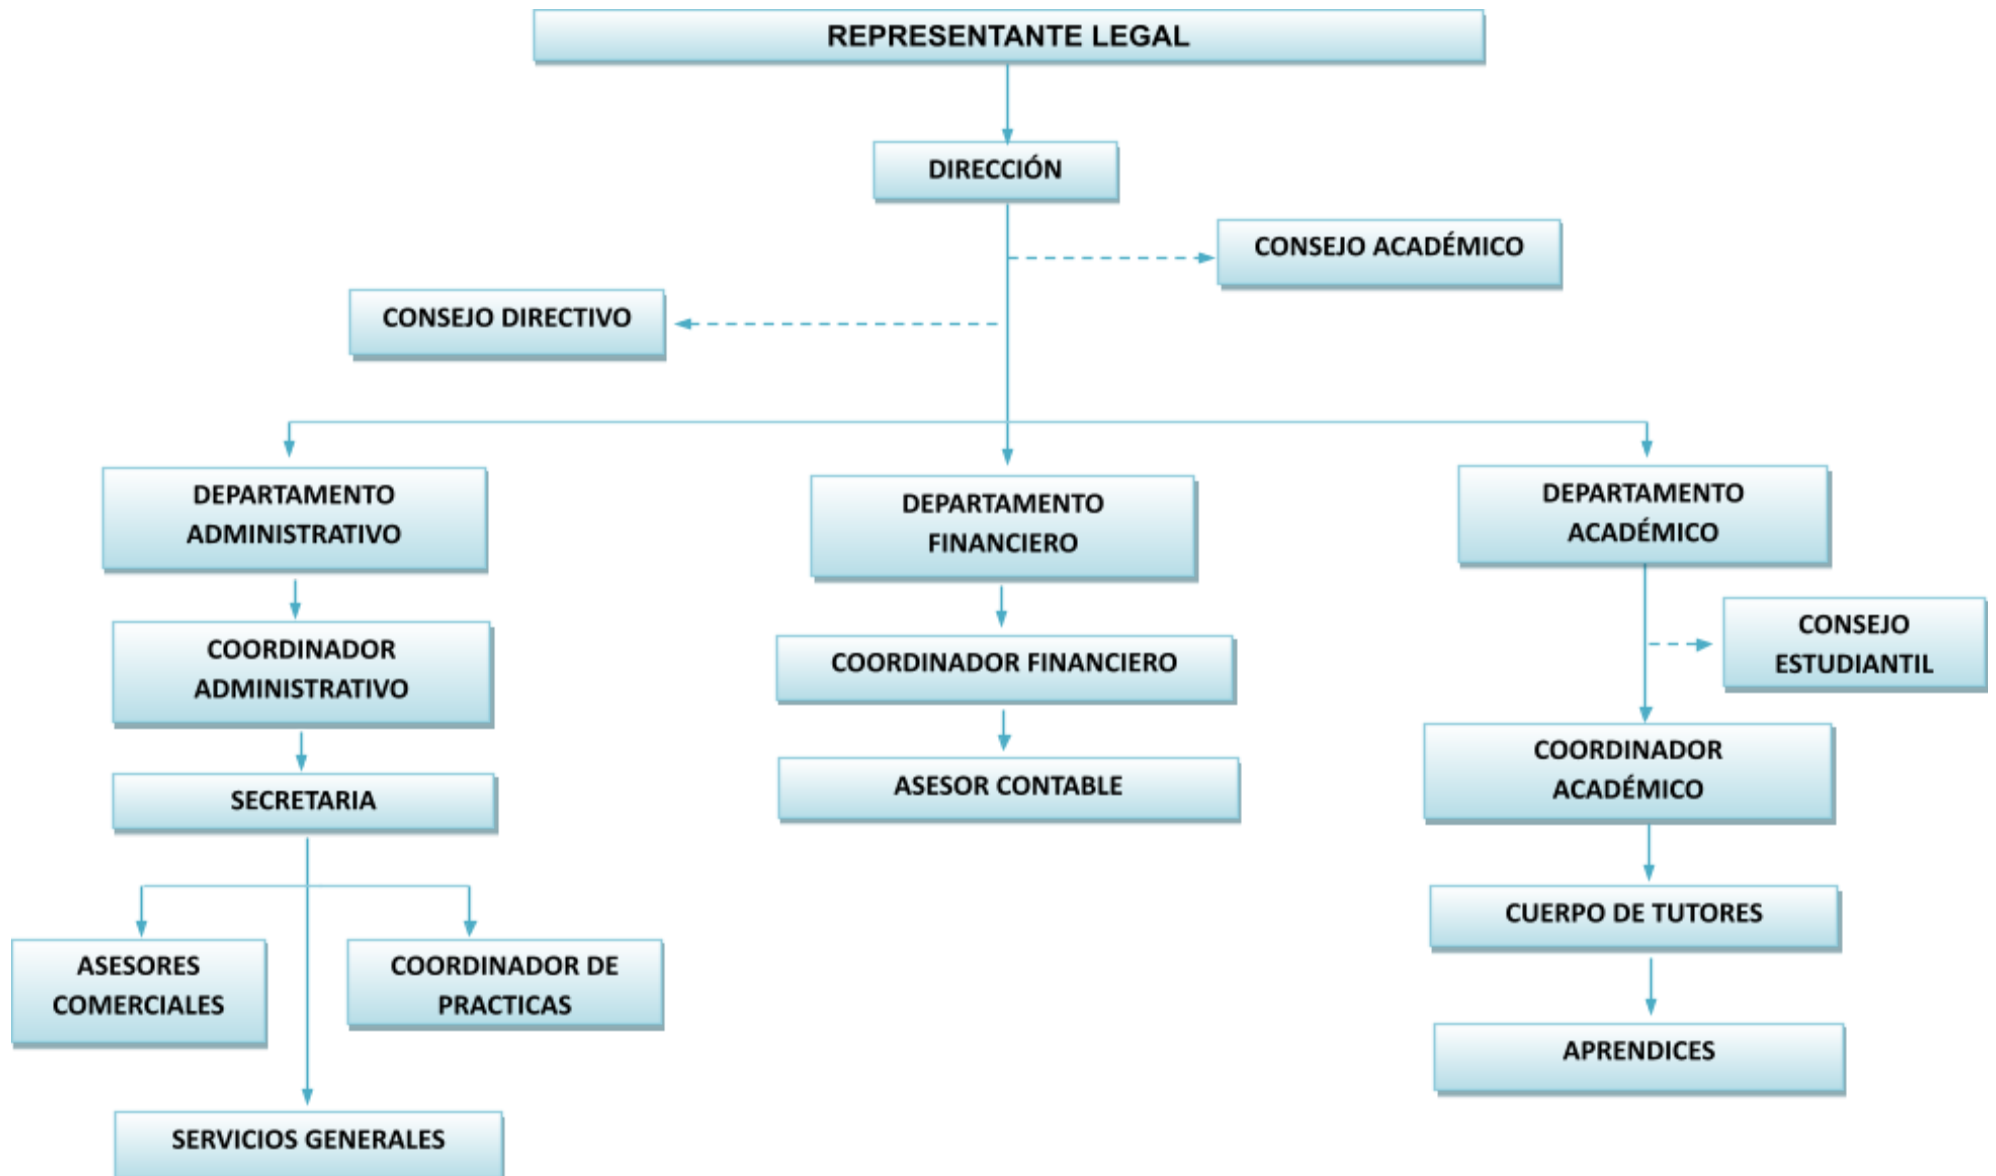 REPRESENTANTE LEGAL
DIRECCIÓN
CONSEJO ACADÉMICO
CONSEJO DIRECTIVO
DEPARTAMENTO
ADMINISTRATIVO
DEPARTAMENTO
FINANCIERO
DEPARTAMENTO
ACADÉMICO
COORDINADOR
ADMINISTRATIVO
COORDINADOR FINANCIERO
CONSEJO
ESTUDIANTIL
SECRETARIA
ASESOR CONTABLE
COORDINADOR
ACADÉMICO
ASESORES
COMERCIALES
COORDINADOR DE
PRACTICAS
CUERPO DE TUTORES
APRENDICES
SERVICIOS GENERALES